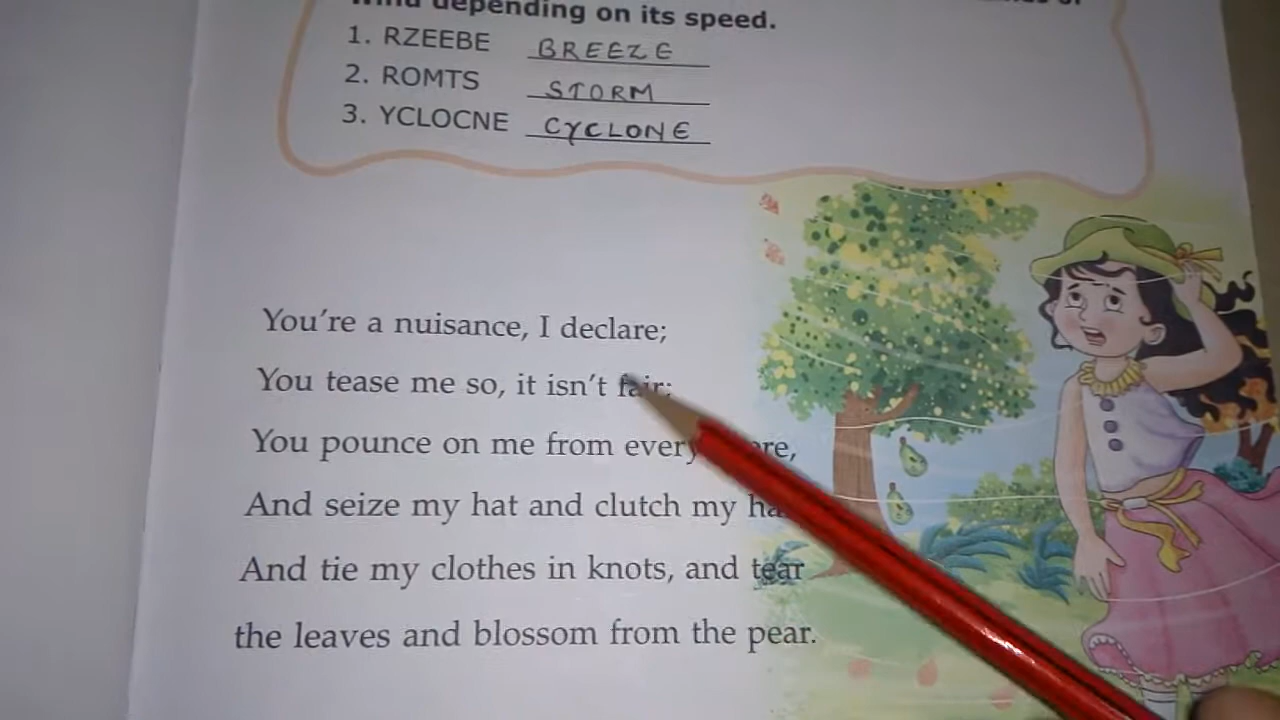 depending on its speed.
1. RZEEBE BREEZE
2. ROMTS STORM
3. YCLOCNE CYCLONE
You're a nuisance, I declare;
You tease me so, it isn't fair;
You pounce on me from
And seize my hat and clutch my
And tie my clothes in knots, and tear
the leaves and blossom from the pear.